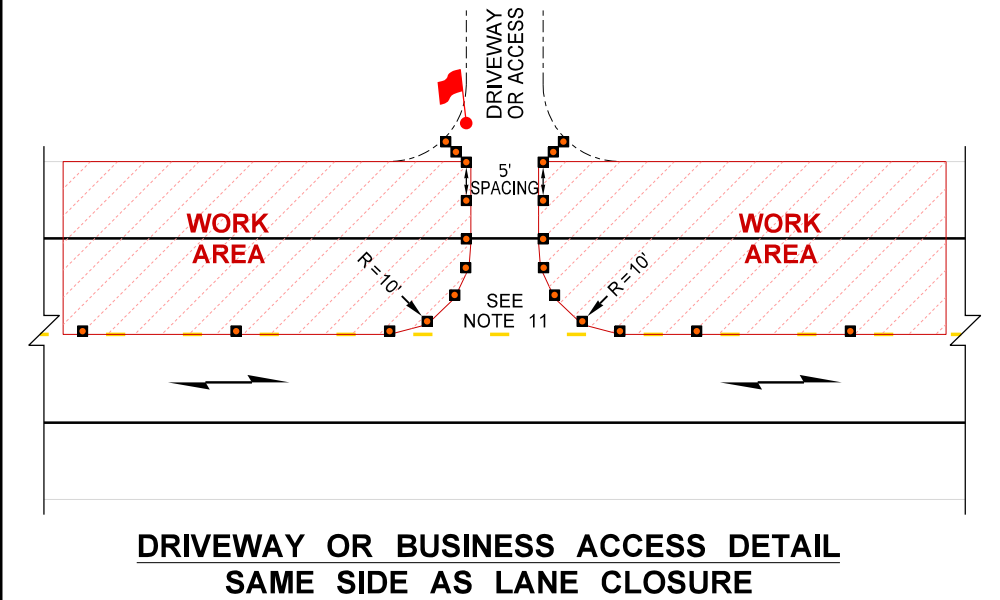 DRIVEWAY
OR ACCESS
5'
SPACING
WORK
AREA
WORK
AREA
R=10'
R=10'
SEE
NOTE 11
DRIVEWAY OR BUSINESS ACCESS DETAIL
SAME SIDE AS LANE CLOSURE